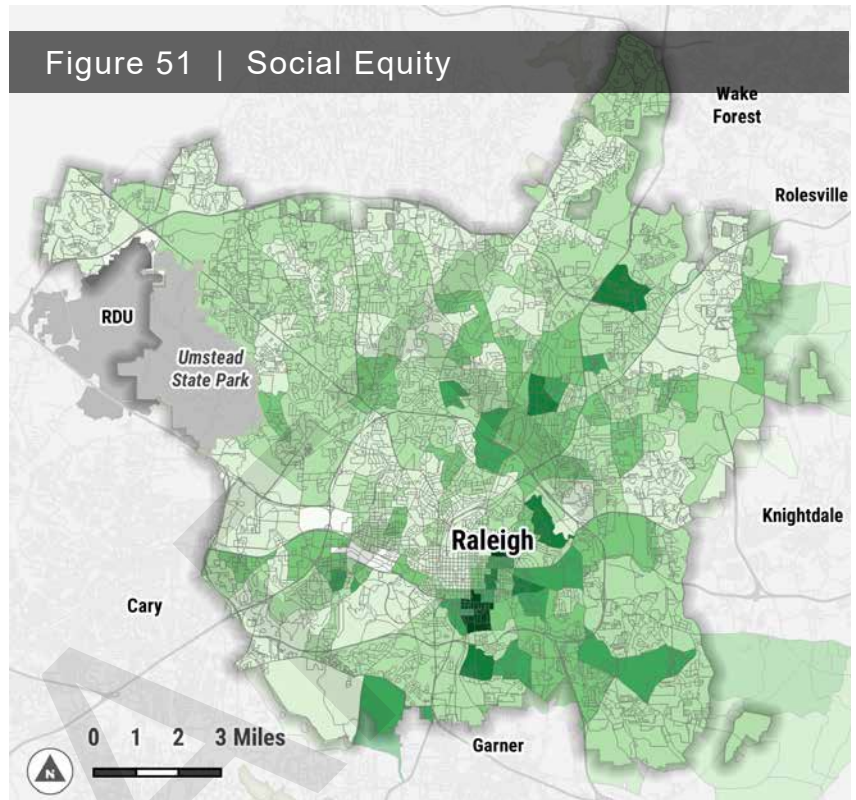 Figure 51 | Social Equity
Wake
Forest
Rolesville
RDU
Umstead
State Park
Raleigh
Knightdale
Cary
0 1 2 3 Miles
Garner
N